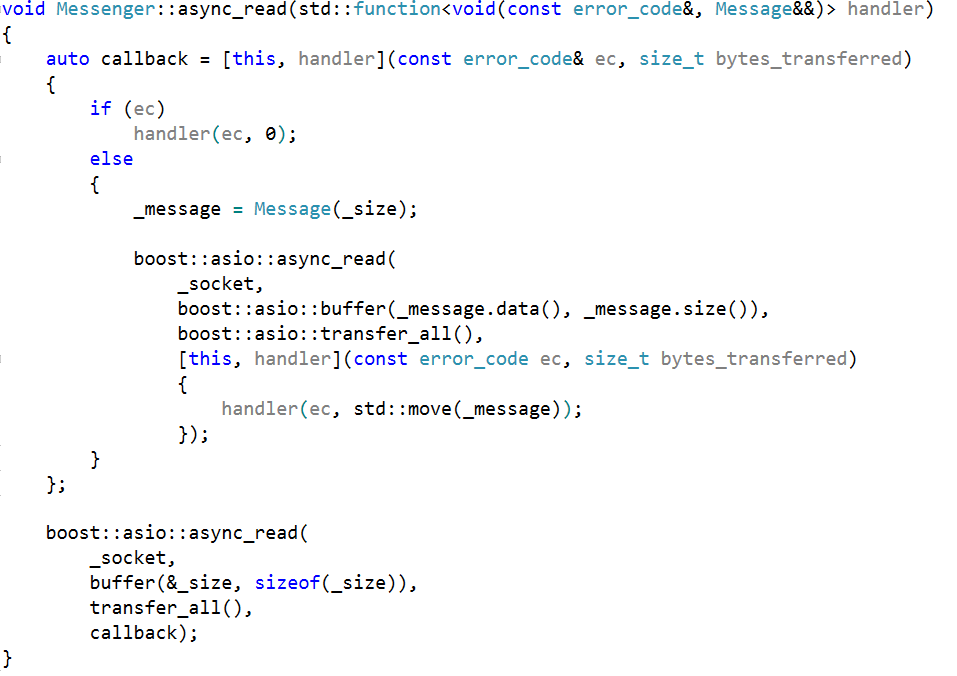 void Messenger::async_read(std::function<void(const error_code&, Message&&)> handler)
{
    auto callback = [this, handler](const error_code& ec, size_t bytes_transferred)
    {
        if (ec)
            handler(ec, 0);
        else
        {
            _message = Message(_size);

            boost::asio::async_read(
                _socket,
                boost::asio::buffer(_message.data(), _message.size()),
                boost::asio::transfer_all(),
                [this, handler](const error_code ec, size_t bytes_transferred)
                {
                    handler(ec, std::move(_message));
                });
        }
    };

    boost::asio::async_read(
        _socket,
        buffer(&_size, sizeof(_size)),
        transfer_all(),
        callback);
}